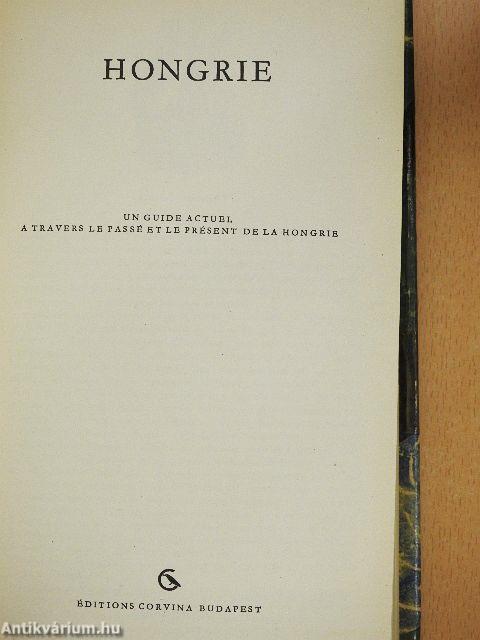 HONGRIE
UN GUIDE ACTUEL
A TRAVERS LE PASSÉ ET LE PRÉSENT DE LA HONGRIE
ÉDITIONS CORVINA BUDAPEST
Antikvárium.hu